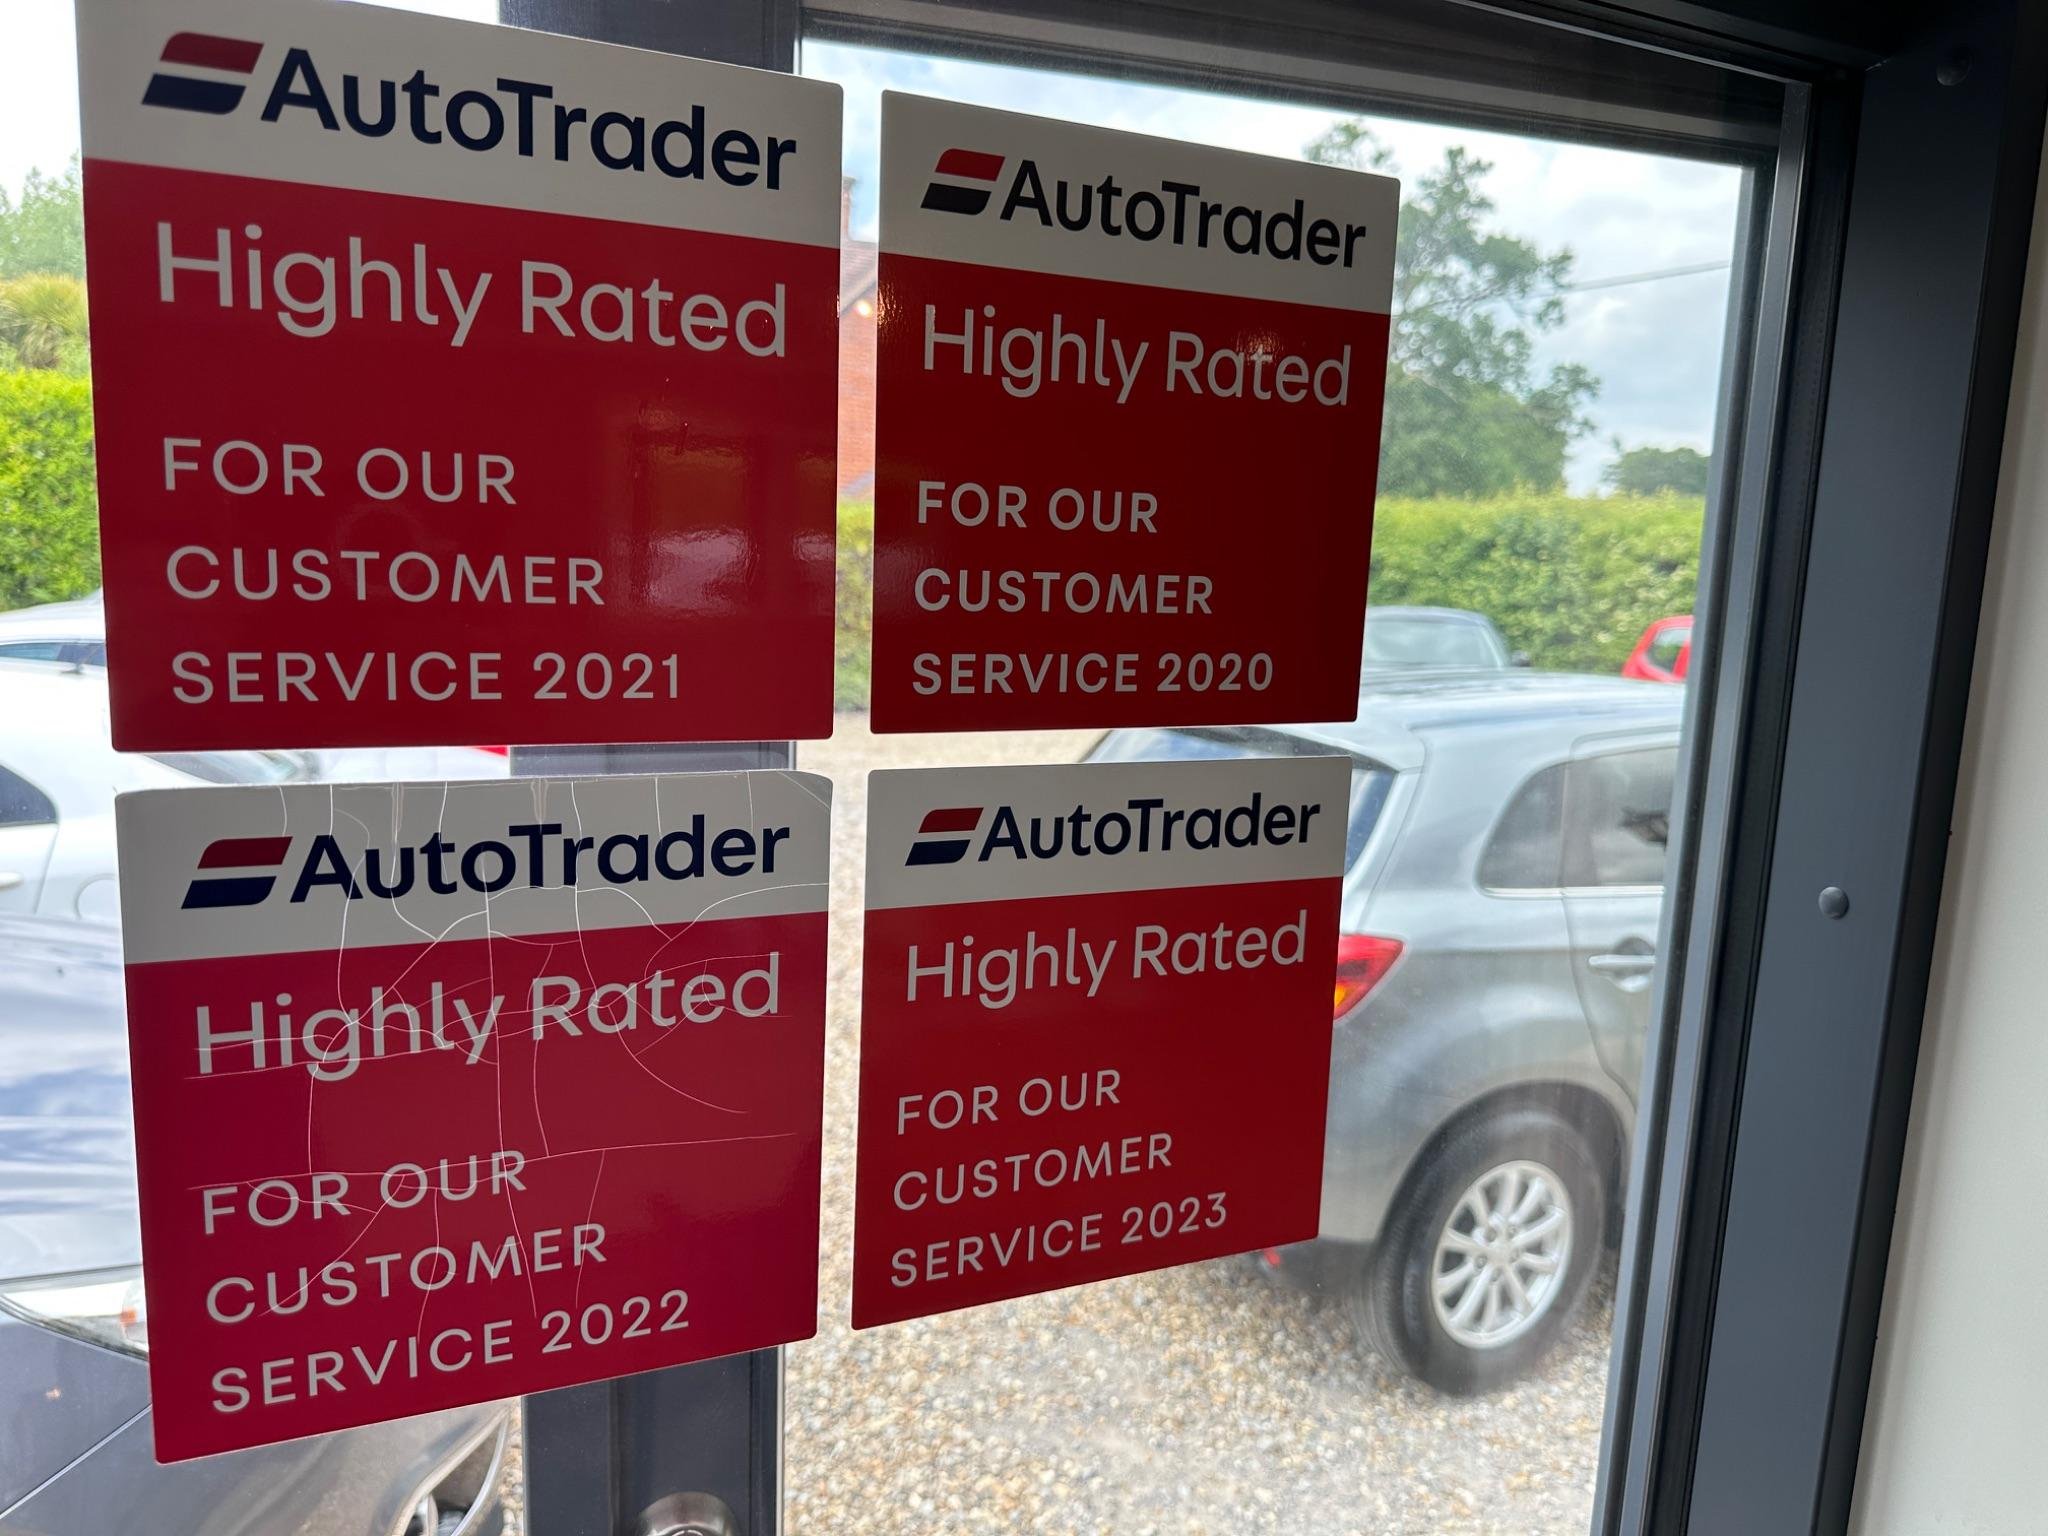 AutoTrader
Highly Rated
FOR OUR
CUSTOMER
SERVICE 2021
AutoTrader
Highly Rated
FOR OUR
CUSTOMER
SERVICE 2020
AutoTrader
Highly Rated
FOR OUR
CUSTOMER
SERVICE 2022
AutoTrader
Highly Rated
FOR OUR
CUSTOMER
SERVICE 2023